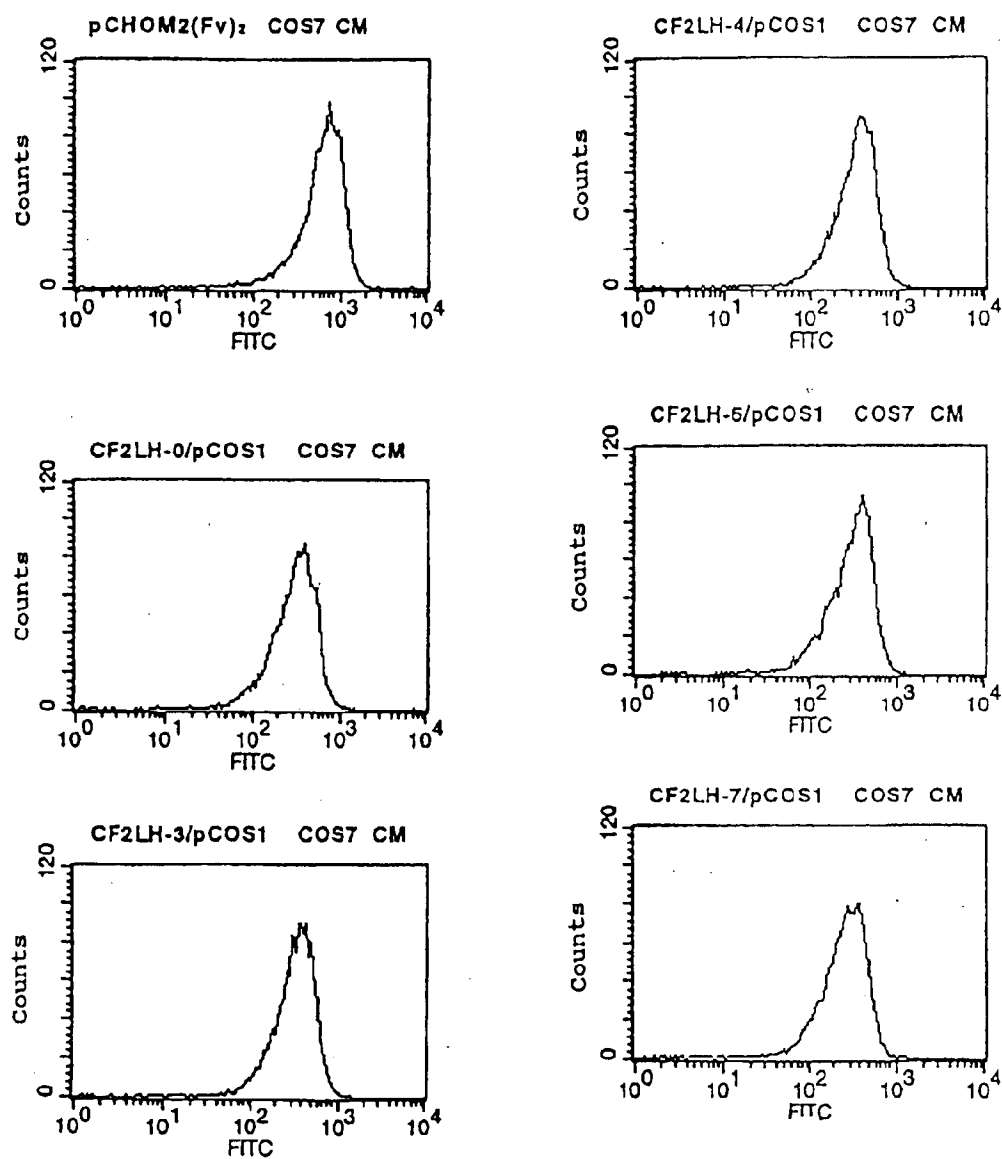 pCHOM2(Fv)₂ COS7 CM
120
Counts
0
10⁰ 10¹ 10² 10³ 10⁴
FITC
CF2LH-0/pCOS1 COS7 CM
120
Counts
0
10⁰ 10¹ 10² 10³ 10⁴
FITC
CF2LH-3/pCOS1 COS7 CM
120
Counts
0
10⁰ 10¹ 10² 10³ 10⁴
FITC
CF2LH-4/pCOS1 COS7 CM
120
Counts
0
10⁰ 10¹ 10² 10³ 10⁴
FITC
CF2LH-6/pCOS1 COS7 CM
120
Counts
0
10⁰ 10¹ 10² 10³ 10⁴
FITC
CF2LH-7/pCOS1 COS7 CM
120
Counts
0
10⁰ 10¹ 10² 10³ 10⁴
FITC